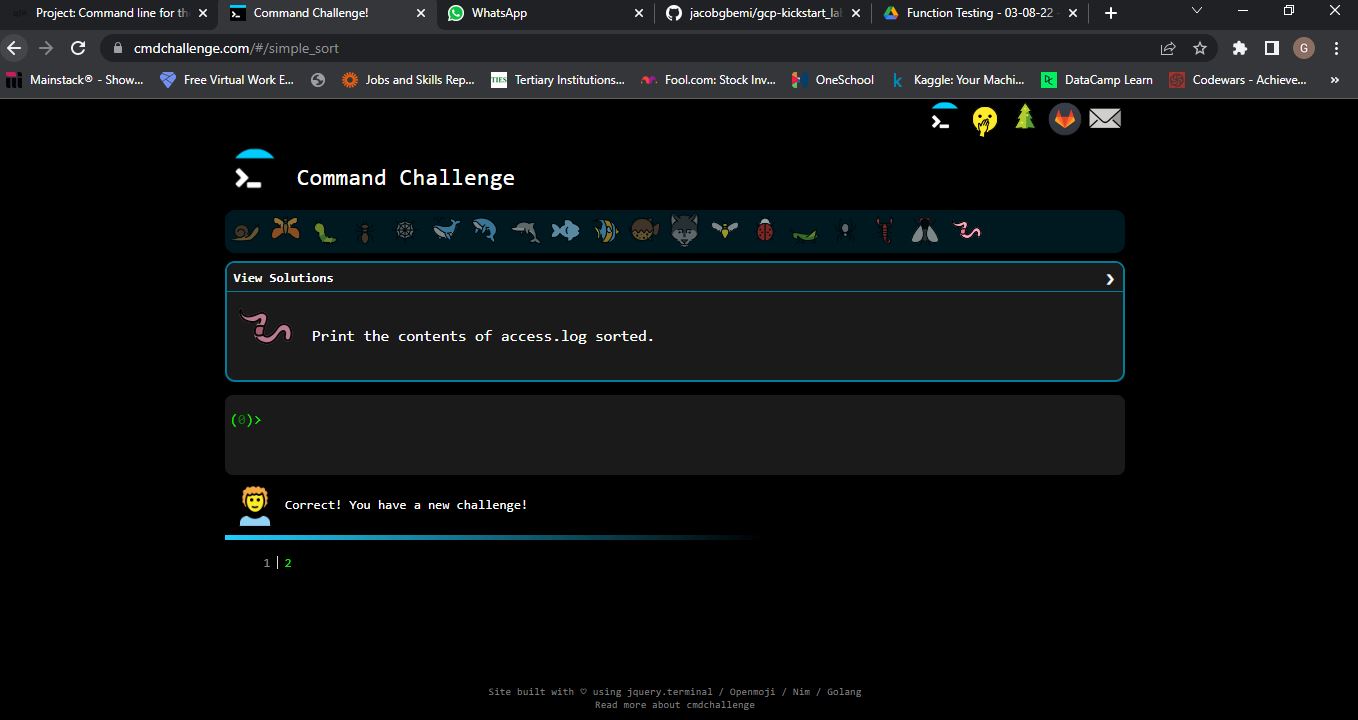 Project: Command line for th
Command Challenge!
WhatsApp
jacobgbemi/gcp-kickstart_la
Function Testing - 03-08-22 -
cmdchallenge.com/#/simple_sort
G
Mainstack® - Show...
Free Virtual Work E...
Jobs and Skills Rep...
TIES
Tertiary Institutions...
Fool.com: Stock Inv...
OneSchool
k
Kaggle: Your Machi...
DataCamp Learn
Codewars - Achieve...
»
Command Challenge
View Solutions
Print the contents of access.log sorted.
(0)>
Correct! You have a new challenge!
1 | 2
Site built with ♡ using jquery.terminal / Openmoji / Nim / Golang
Read more about cmdchallenge